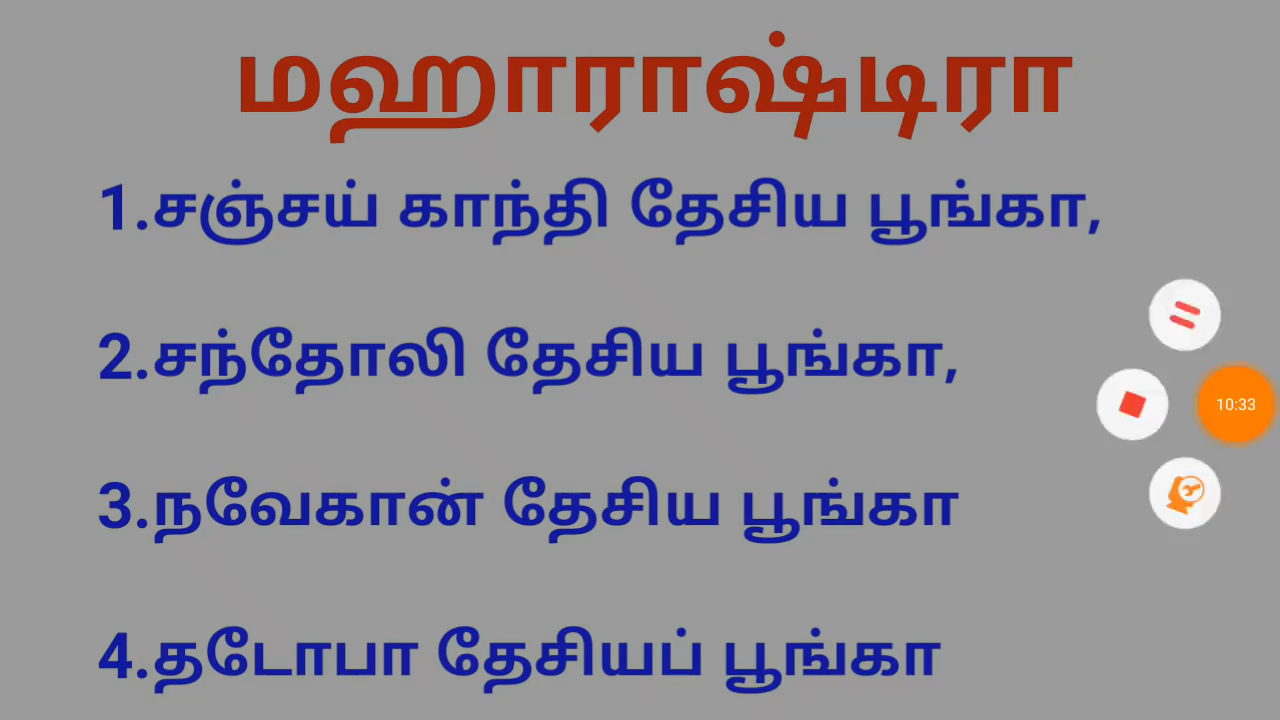 மஹாராஷ்டிரா
1.சஞ்சய் காந்தி தேசிய பூங்கா,
2.சந்தோலி தேசிய பூங்கா,
10:33
3.நவேகான் தேசிய பூங்கா
4.தடோபா தேசியப் பூங்கா